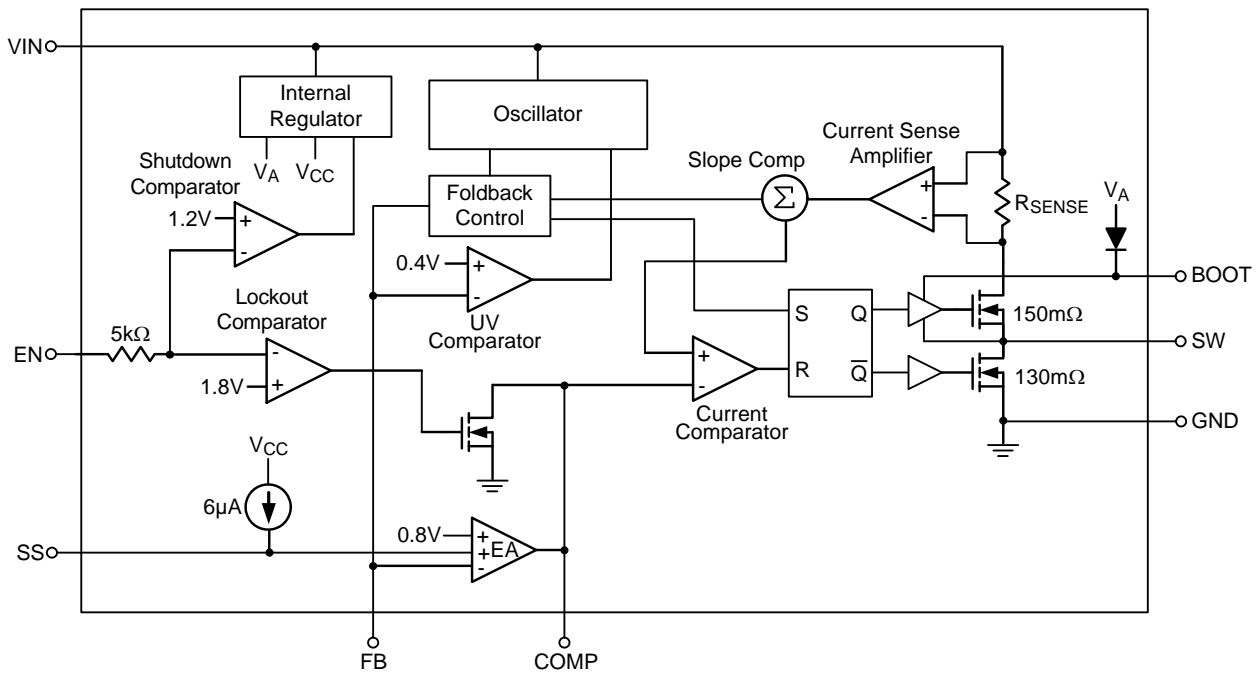 VIN
Internal
Regulator
Oscillator
Current Sense
Amplifier
Shutdown
Comparator
VA
VCC
Slope Comp
Foldback
Control
Σ
+
-
RSENSE
VA
1.2V
+
-
0.4V
+
-
BOOT
Lockout
Comparator
UV
Comparator
S
Q
150mΩ
5kΩ
EN
SW
-
+
1.8V
+
-
R
Q̅
130mΩ
Current
Comparator
GND
VCC
6µA
0.8V
+
SS
+
EA
-
FB
COMP